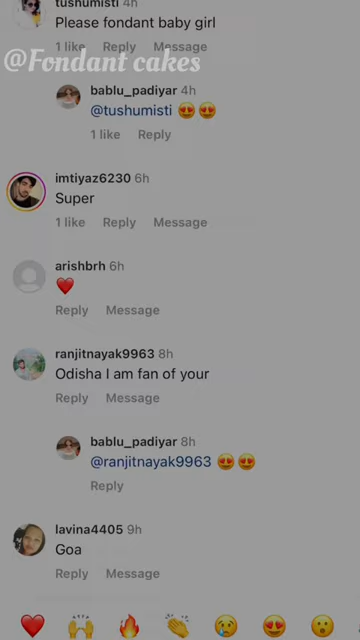 tushumisti 4h
Please fondant baby girl
1 like Reply Message
@Fondant cakes
bablu_padiyar 4h
@tushumisti 😍😍
1 like Reply
imtiyaz6230 6h
Super
1 like Reply Message
arishbrh 6h
❤️
Reply Message
ranjitnayak9963 8h
Odisha I am fan of your
Reply Message
bablu_padiyar 8h
@ranjitnayak9963 😍😍
Reply
lavina4405 9h
Goa
Reply Message
❤️ 🙌 🔥 👏 😢 😍 😮